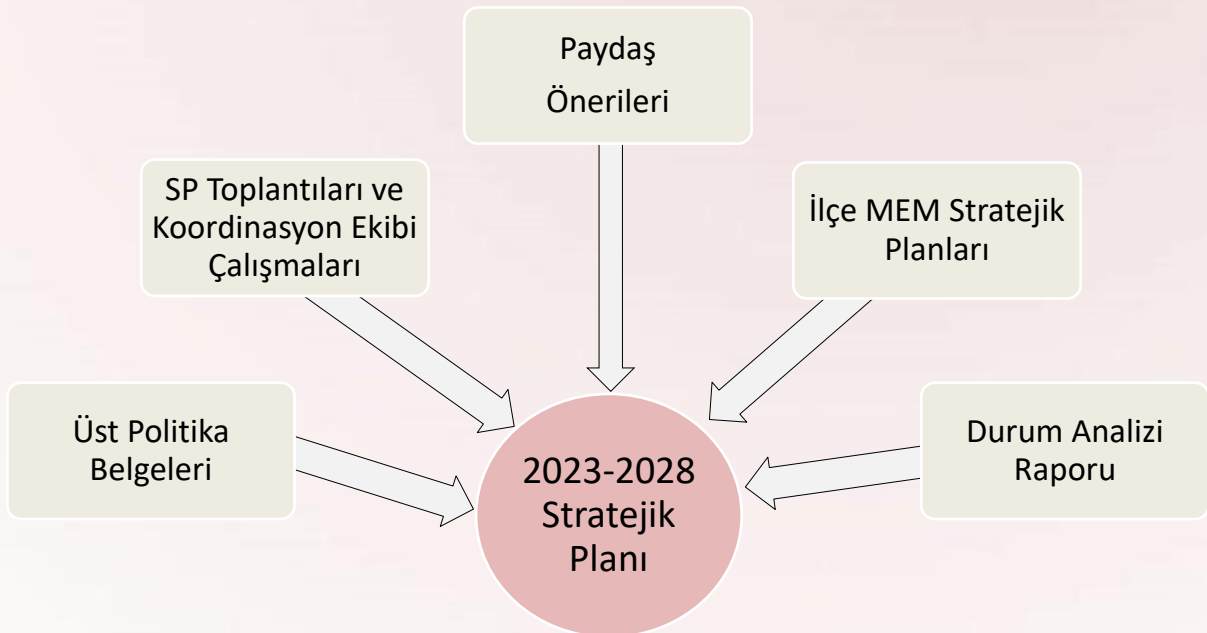 Paydaş
Önerileri
SP Toplantıları ve
Koordinasyon Ekibi
Çalışmaları
İlçe MEM Stratejik
Planları
Üst Politika
Belgeleri
Durum Analizi
Raporu
2023-2028
Stratejik
Planı